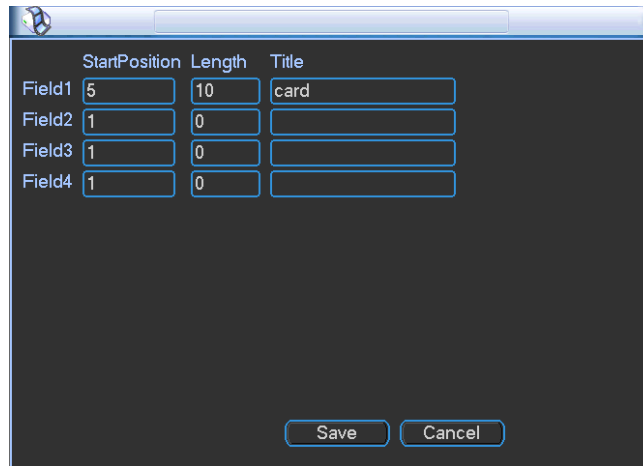 StartPosition Length Title
Field1 5 10 card
Field2 1 0
Field3 1 0
Field4 1 0
Save Cancel